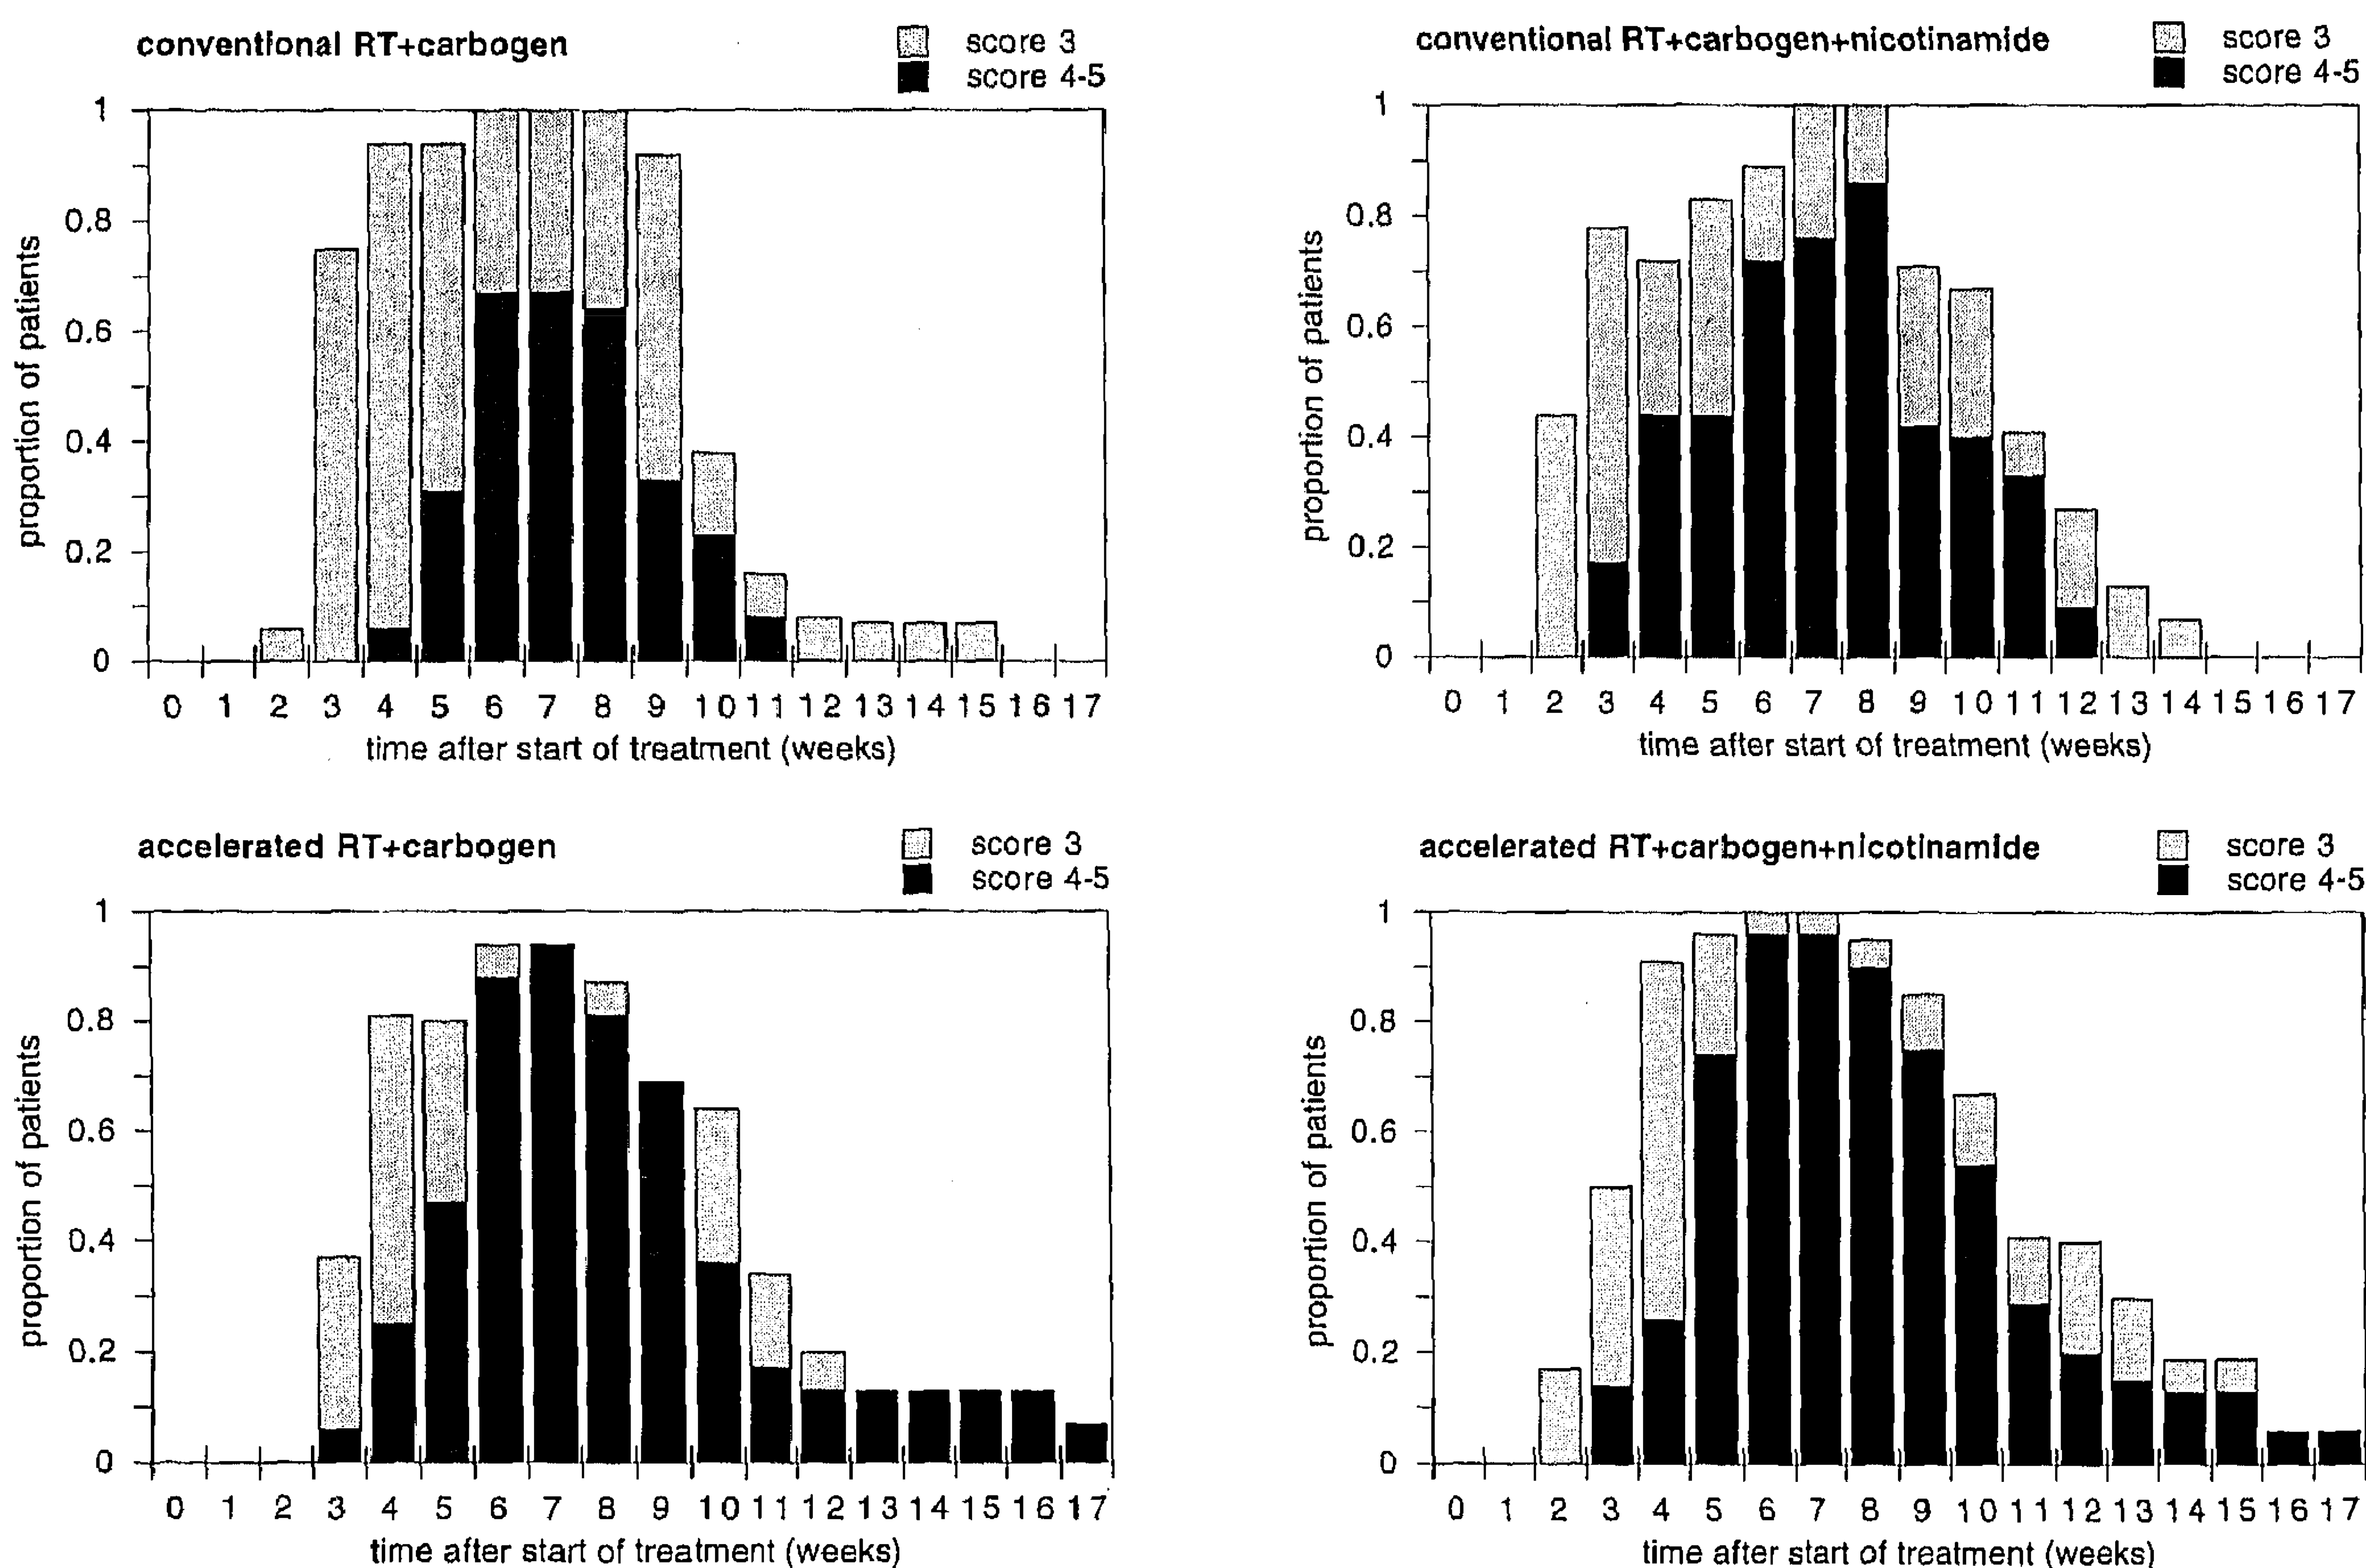 conventional RT+carbogen
score 3
score 4-5
1
0.8
0.6
0.4
0.2
0
proportion of patients
0 1 2 3 4 5 6 7 8 9 10 11 12 13 14 15 16 17
time after start of treatment (weeks)
conventional RT+carbogen+nicotinamide
score 3
score 4-5
1
0.8
0.6
0.4
0.2
0
proportion of patients
0 1 2 3 4 5 6 7 8 9 10 11 12 13 14 15 16 17
time after start of treatment (weeks)
accelerated RT+carbogen
score 3
score 4-5
1
0.8
0.6
0.4
0.2
0
proportion of patients
0 1 2 3 4 5 6 7 8 9 10 11 12 13 14 15 16 17
time after start of treatment (weeks)
accelerated RT+carbogen+nicotinamide
score 3
score 4-5
1
0.8
0.6
0.4
0.2
0
proportion of patients
0 1 2 3 4 5 6 7 8 9 10 11 12 13 14 15 16 17
time after start of treatment (weeks)